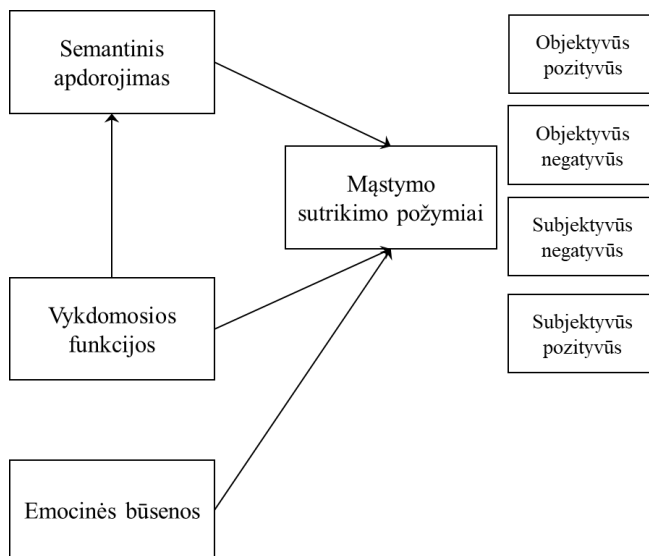 Semantinis
apdorojimas
Mąstymo
sutrikimo požymiai
Vykdomosios
funkcijos
Emocinės būsenos
Objektyvūs
pozityvūs
Objektyvūs
negatyvūs
Subjektyvūs
negatyvūs
Subjektyvūs
pozityvūs